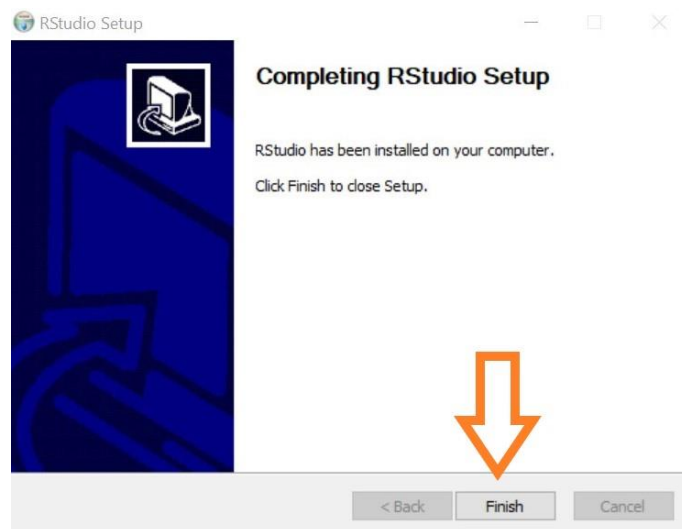 RStudio Setup
Completing RStudio Setup
RStudio has been installed on your computer.
Click Finish to close Setup.
< Back Finish Cancel